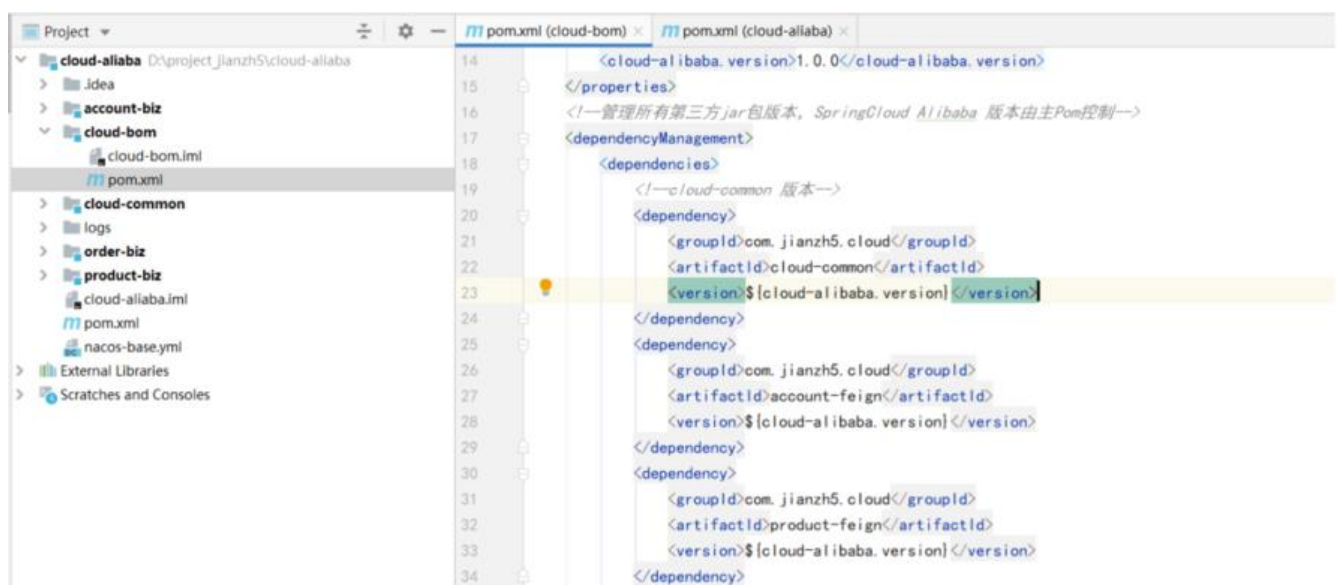 Project
cloud-aliaba D:\project_jianzh5\cloud-aliaba
.idea
account-biz
cloud-bom
cloud-bom.iml
pom.xml
cloud-common
logs
order-biz
product-biz
cloud-aliaba.iml
pom.xml
nacos-base.yml
External Libraries
Scratches and Consoles
pom.xml (cloud-bom) pom.xml (cloud-aliaba)
14 <cloud-alibaba.version>1.0.0</cloud-alibaba.version>
15 </properties>
16 <!--管理所有第三方jar包版本，SpringCloud Alibaba 版本由主Pom控制-->
17 <dependencyManagement>
18 <dependencies>
19 <!--cloud-common 版本-->
20 <dependency>
21 <groupId>com.jianzh5.cloud</groupId>
22 <artifactId>cloud-common</artifactId>
23 <version>${cloud-alibaba.version}</version>
24 </dependency>
25 <dependency>
26 <groupId>com.jianzh5.cloud</groupId>
27 <artifactId>account-feign</artifactId>
28 <version>${cloud-alibaba.version}</version>
29 </dependency>
30 <dependency>
31 <groupId>com.jianzh5.cloud</groupId>
32 <artifactId>product-feign</artifactId>
33 <version>${cloud-alibaba.version}</version>
34 </dependency>